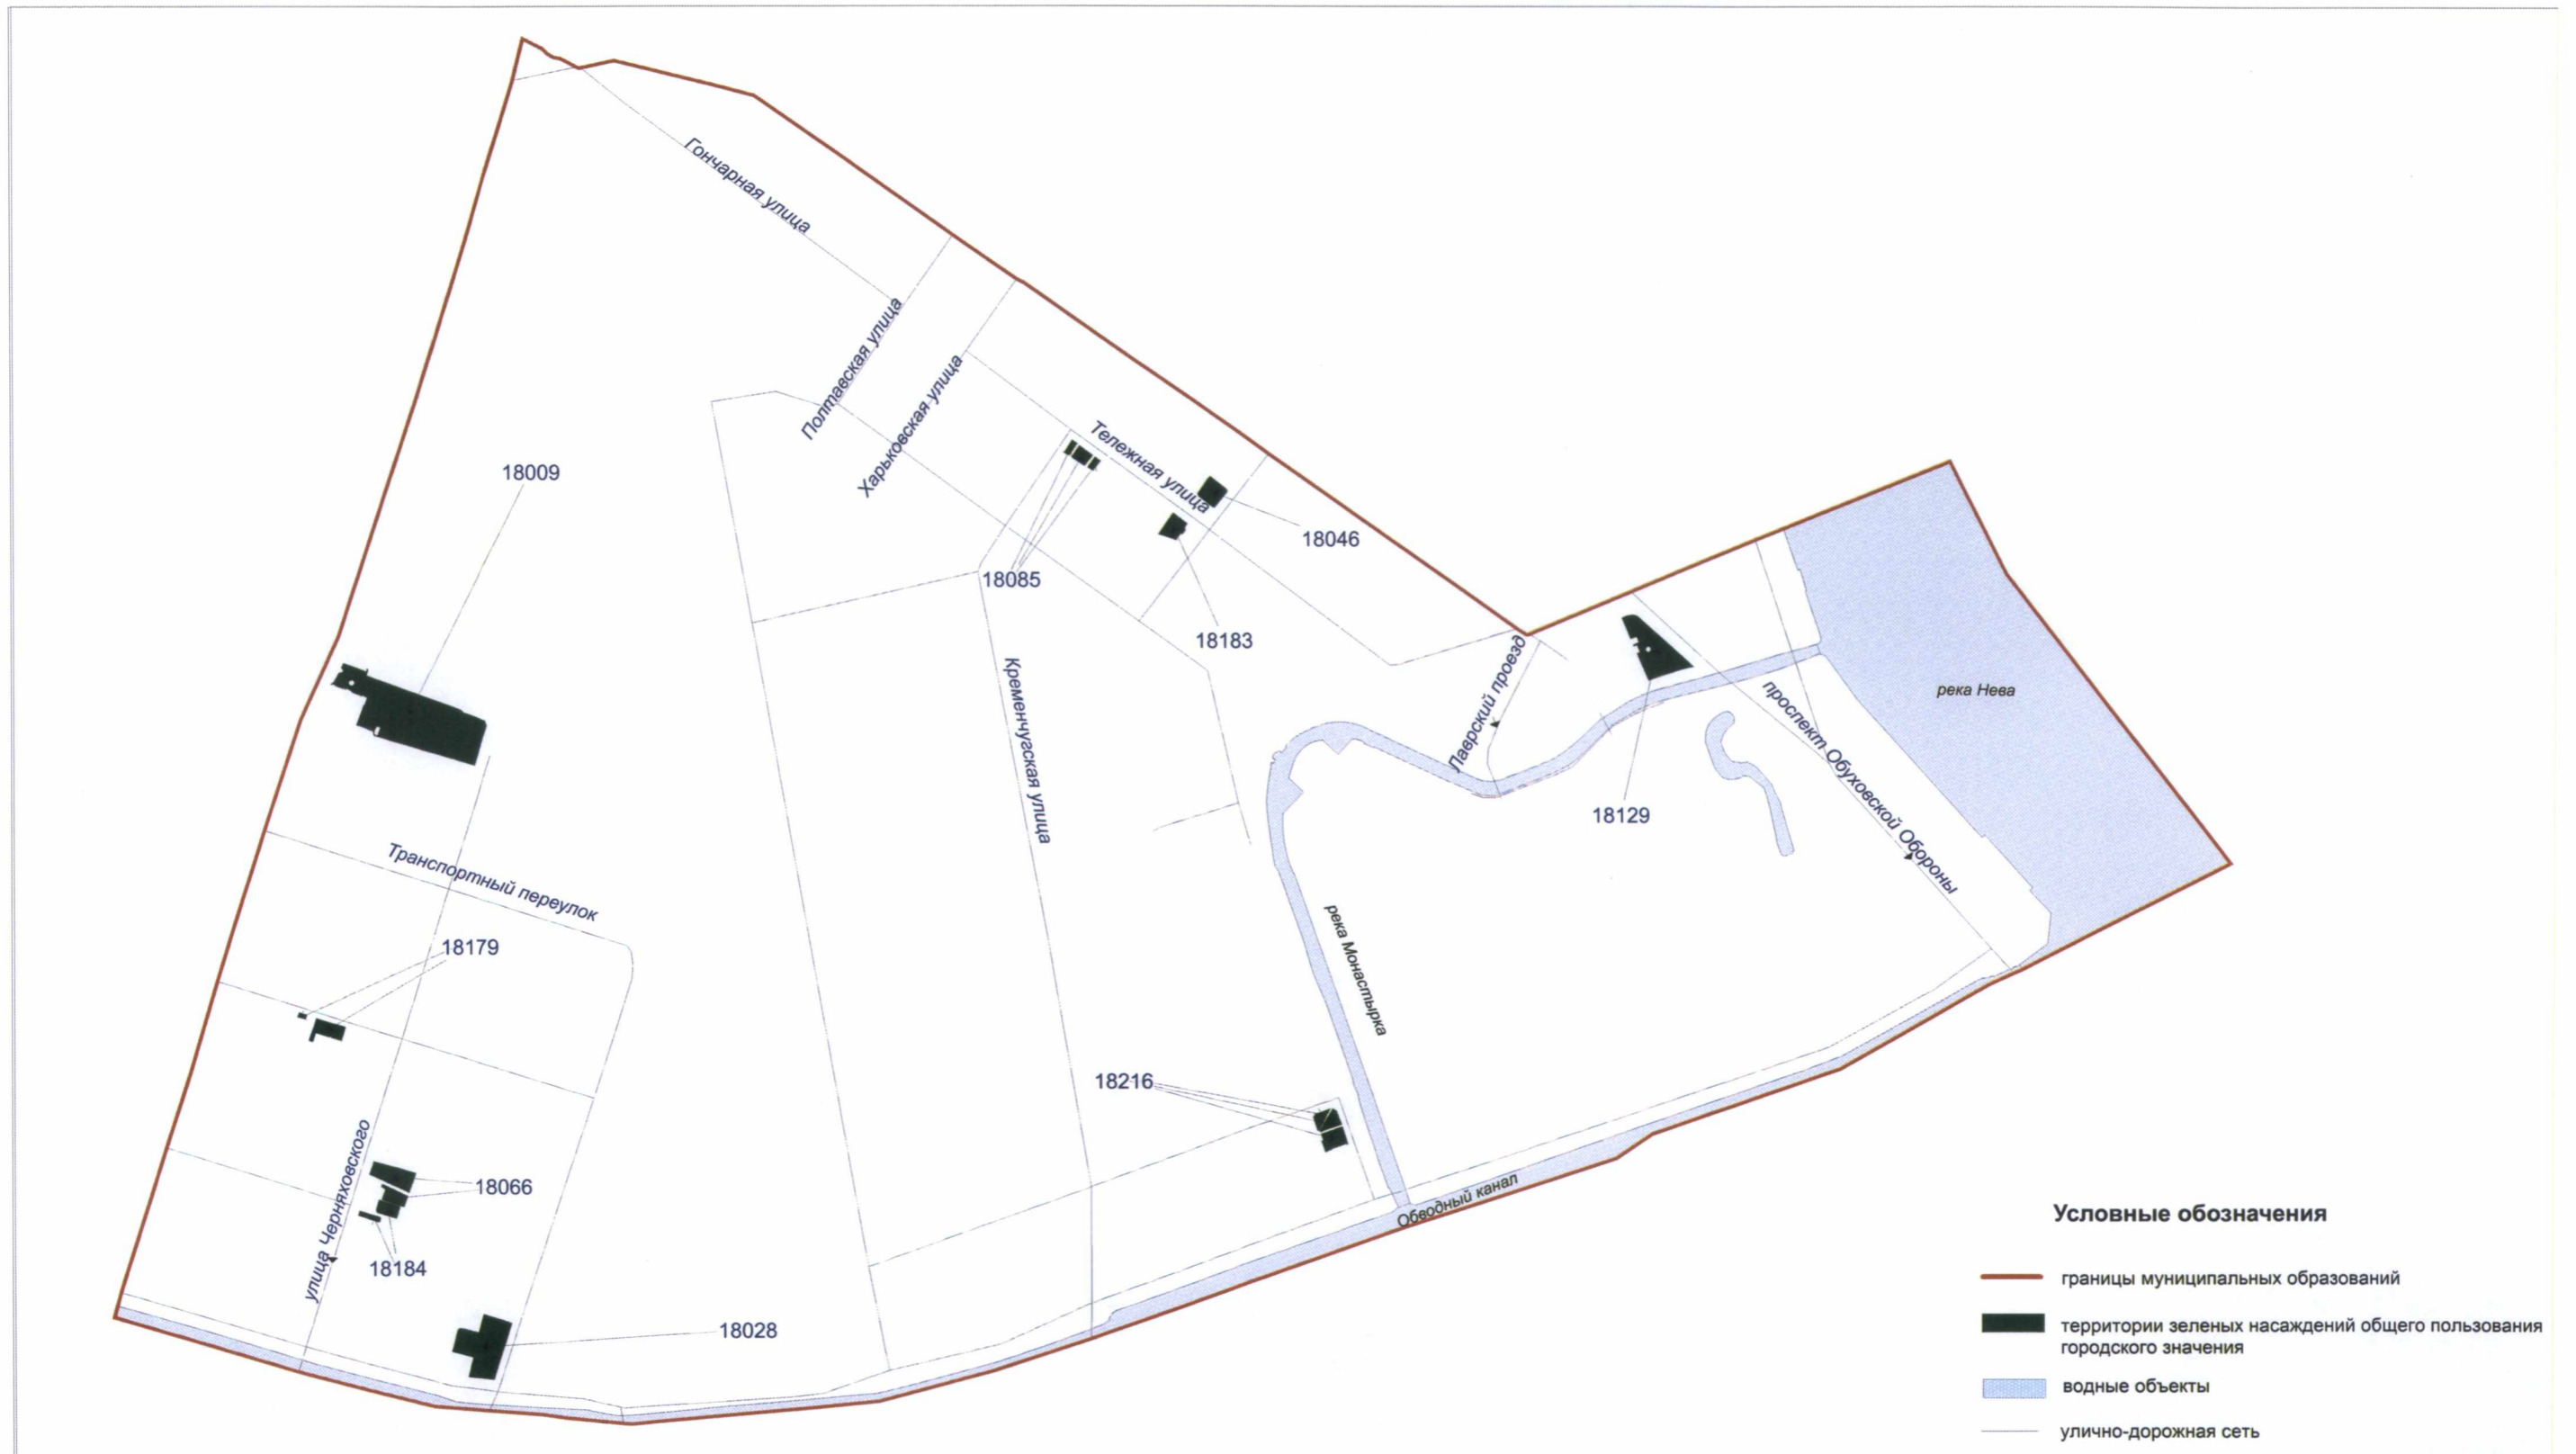 Гончарная улица
Полтавская улица
Харьковская улица
Тележная улица
18009
18046
18085
18183
Кременчугская улица
Лаврский проезд
река Нева
проспект Обуховской Обороны
18129
Транспортный переулок
18179
река Монастырка
18216
улица Черняховского
18066
18184
Обводный канал
18028
Условные обозначения
границы муниципальных образований
территории зеленых насаждений общего пользования
городского значения
водные объекты
улично-дорожная сеть